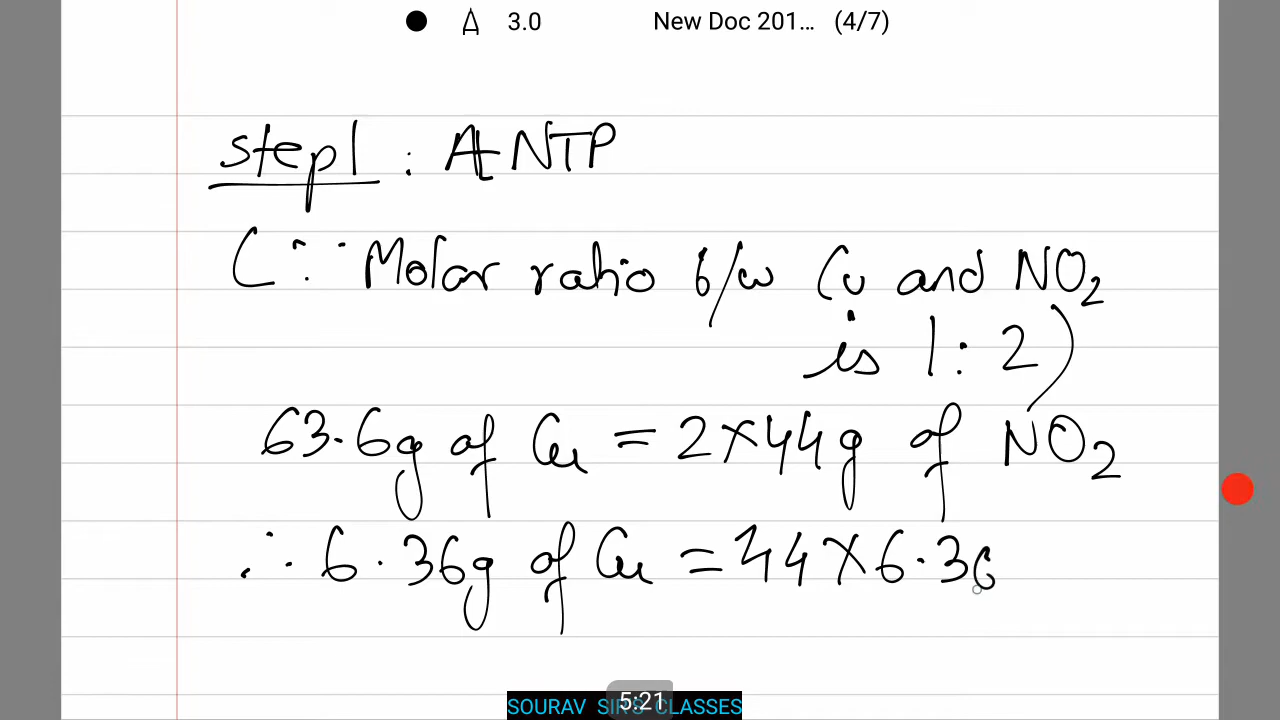 3.0 New Doc 201... (4/7)
step1 : At NTP
(∵ Molar ratio b/w Cu and NO2
is 1 : 2)
63.6g of Cu = 2×44g of NO2
∴ 6.36g of Cu = 44×6.36
5:21
SOURAV SIR'S CLASSES